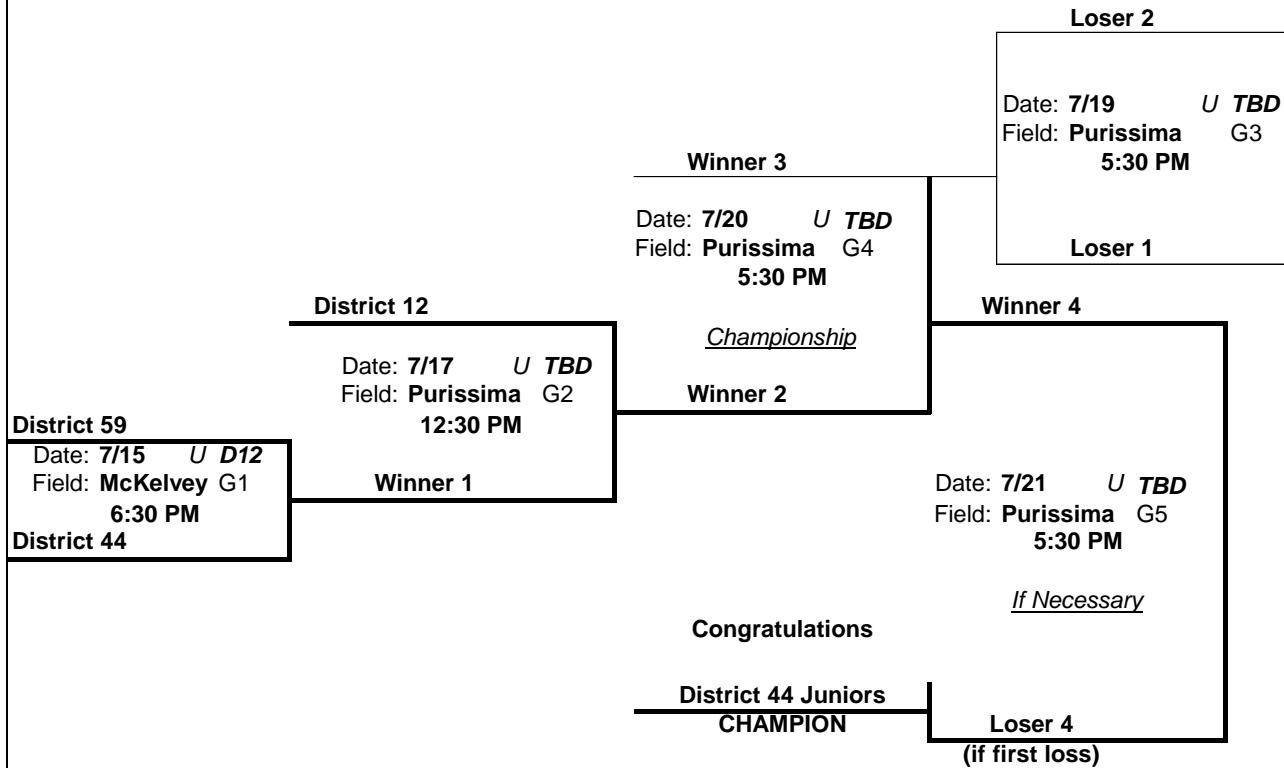 Loser 2
Date: 7/19 U TBD
Field: Purissima G3
5:30 PM
Loser 1
Winner 3
Date: 7/20 U TBD
Field: Purissima G4
5:30 PM
Championship
Winner 2
Winner 4
District 12
Date: 7/17 U TBD
Field: Purissima G2
12:30 PM
Winner 1
District 59
Date: 7/15 U D12
Field: McKelvey G1
6:30 PM
District 44
Date: 7/21 U TBD
Field: Purissima G5
5:30 PM
If Necessary
Congratulations
District 44 Juniors
CHAMPION
Loser 4
(if first loss)